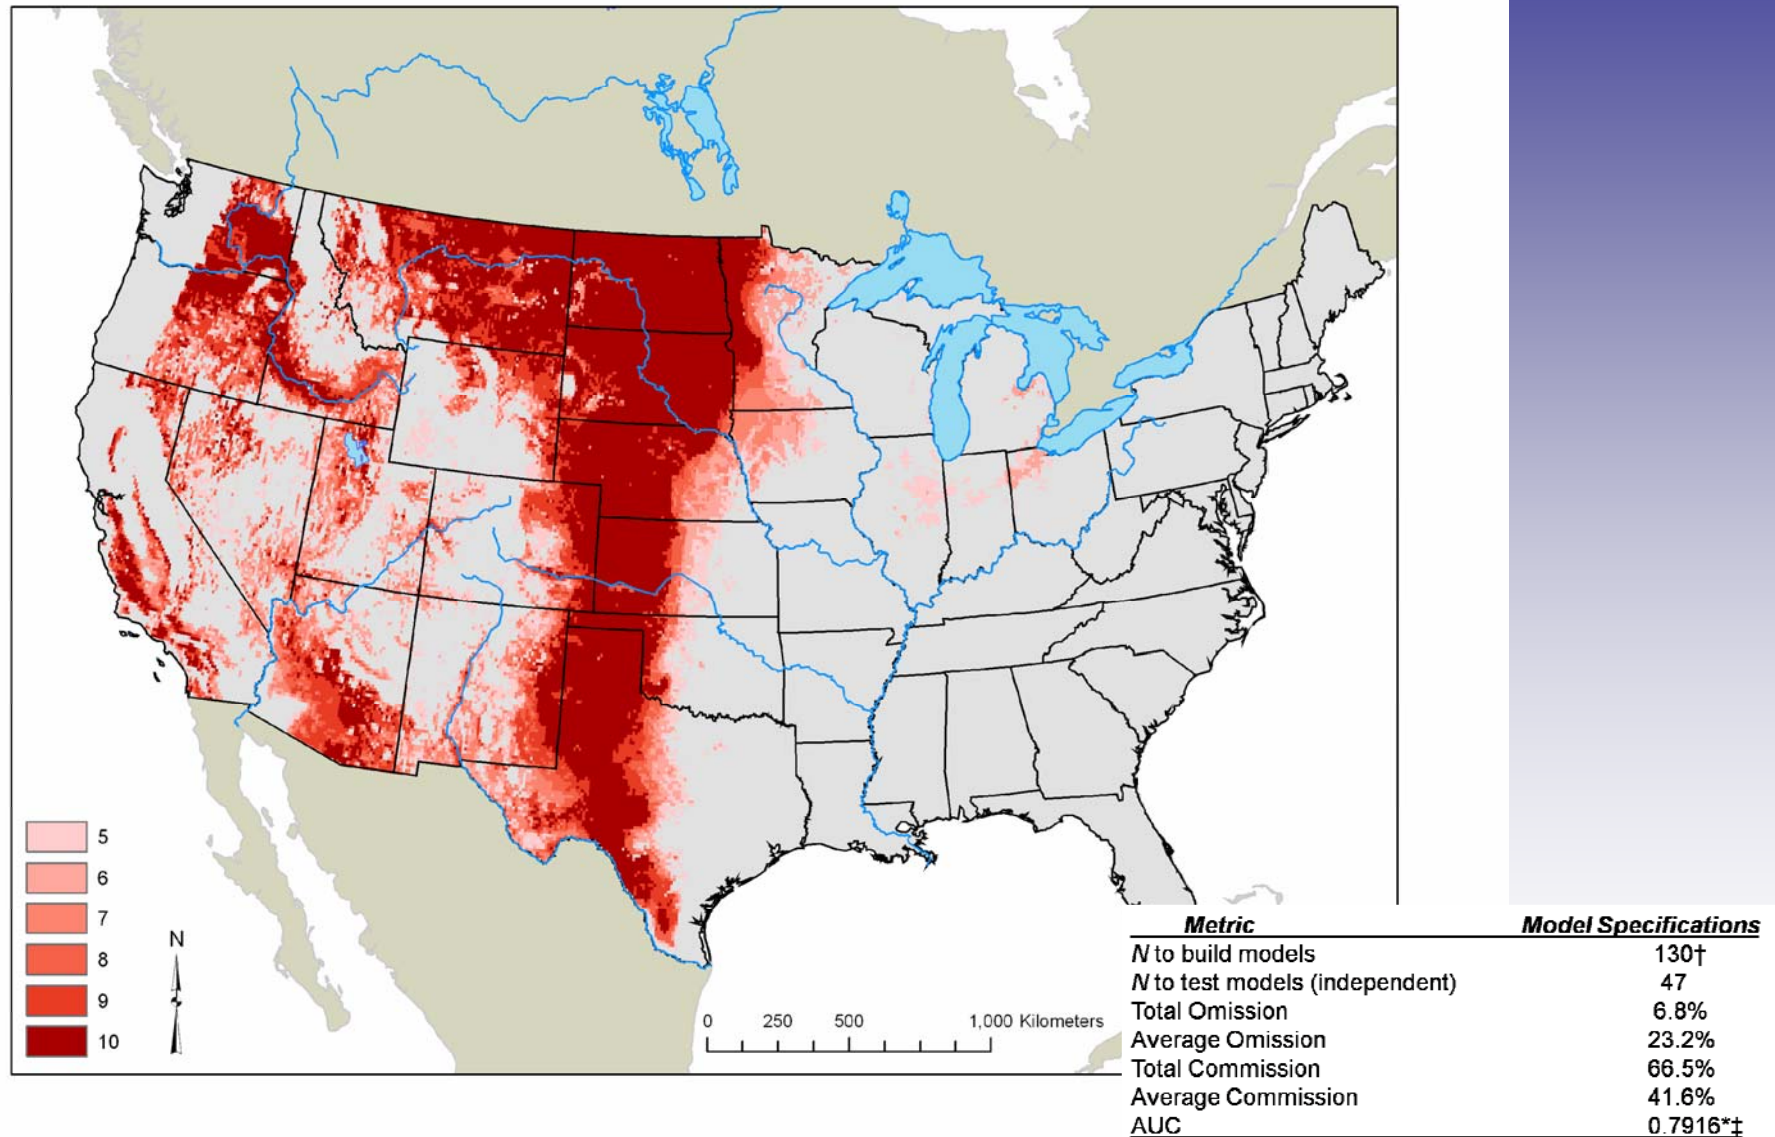 5
6
7
8
9
10
N
0 250 500 1,000 Kilometers
Metric Model Specifications
N to build models 130†
N to test models (independent) 47
Total Omission 6.8%
Average Omission 23.2%
Total Commission 66.5%
Average Commission 41.6%
AUC 0.7916*‡